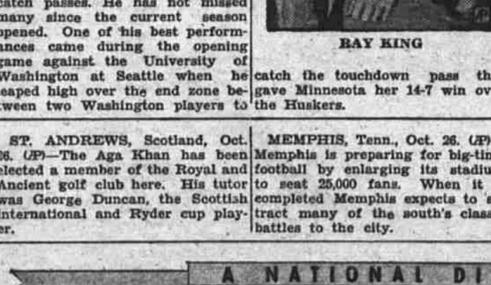 catch passes. He has not missed
many since the current season
opened. One of his best perform-
ances came during the opening
game against the University of
Washington at Seattle when he
leaped high over the end zone be-
tween two Washington players to
RAY KING
catch the touchdown pass th
gave Minnesota her 14-7 win ov
the Huskers.
ST. ANDREWS, Scotland, Oct.
26. (AP)—The Aga Khan has been
elected a member of the Royal and
Ancient golf club here. His tutor
was George Duncan, the Scottish
international and Ryder cup play-
er.
MEMPHIS, Tenn., Oct. 26. (AP)
Memphis is preparing for big-tim
football by enlarging its stadiu
to seat 25,000 fans. When it
completed Memphis expects to
tract many of the south's class
battles to the city.
A NATIONAL DI